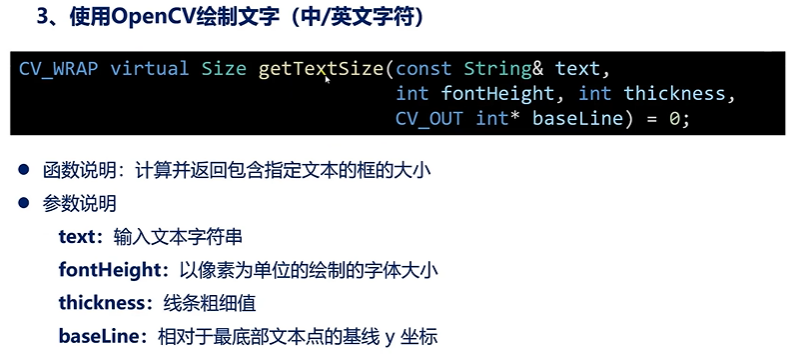 3、使用OpenCV绘制文字（中/英文字符）
CV_WRAP virtual Size getTextSize(const String& text,
int fontHeight, int thickness,
CV_OUT int* baseLine) = 0;
● 函数说明：计算并返回包含指定文本的框的大小
● 参数说明
text：输入文本字符串
fontHeight：以像素为单位的绘制的字体大小
thickness：线条粗细值
baseLine：相对于最底部文本点的基线 y 坐标